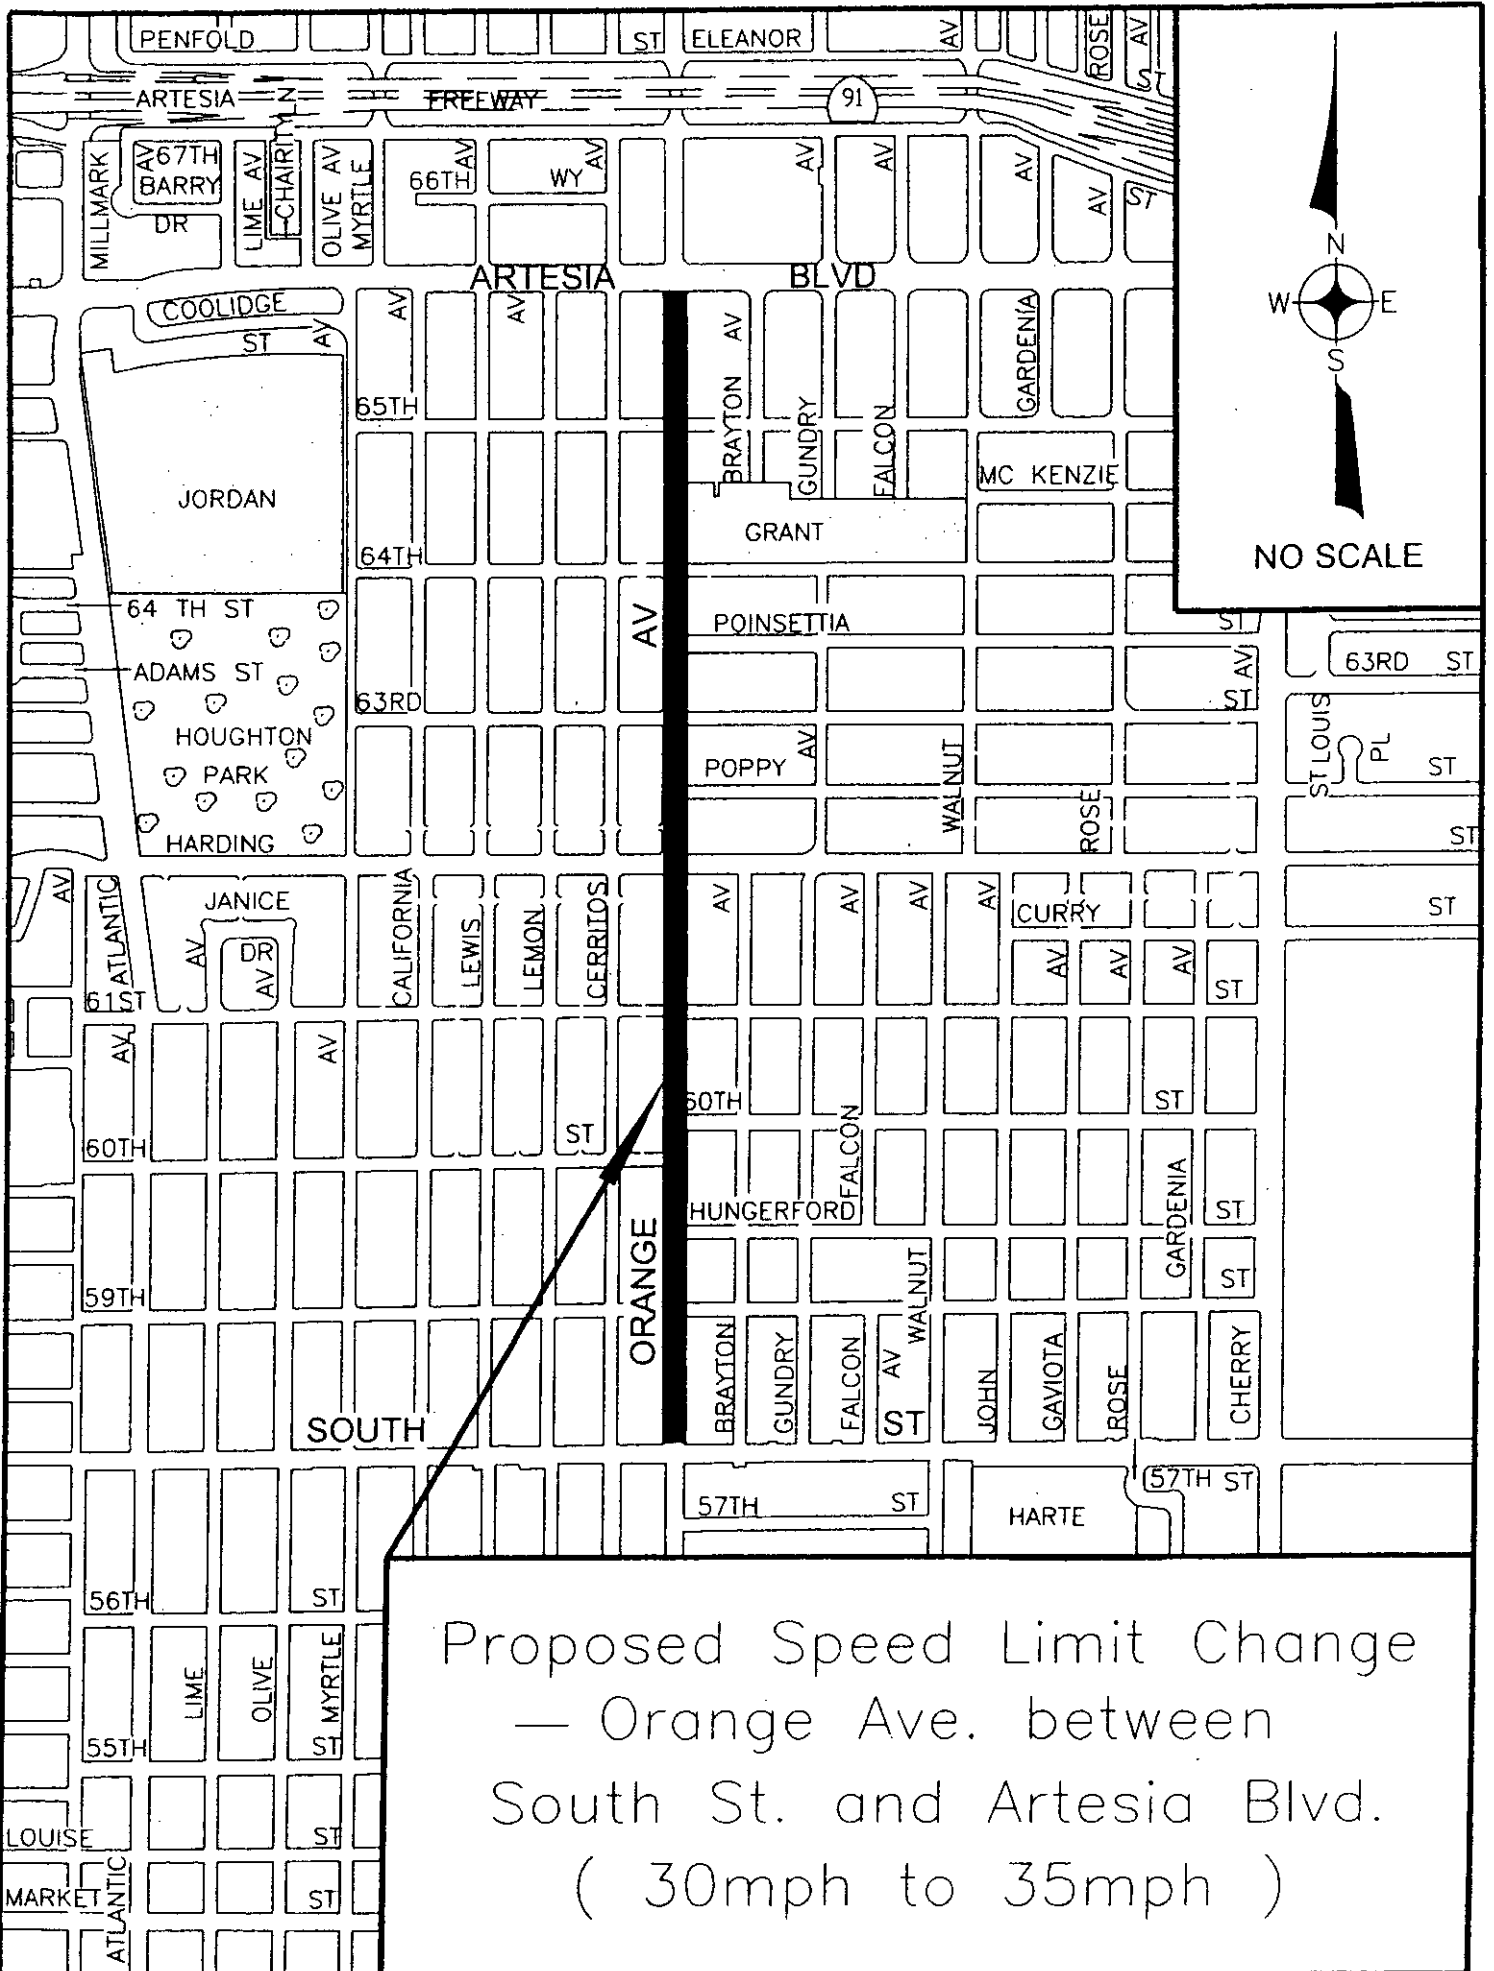 PENFOLD ST ELEANOR AV ROSE AV
ST
ARTESIA FREEWAY 91
CHAIRITY LN
MILLMARK
AV 67TH
BARRY
DR
LIME AV
OLIVE AV
MYRTLE
66TH AV WY AV
AV AV AV AV ST
ARTESIA BLVD
COOLIDGE
ST AV
AV AV AV
BRAYTON
GUNDRY
FALCON
GARDENIA
65TH
MC KENZIE
JORDAN
GRANT
64TH
64 TH ST
AV
POINSETTIA ST
ADAMS ST
63RD ST
AV
63RD ST
HOUGHTON
PARK
POPPY AV
WALNUT
ROSE
ST LOUIS
PL
ST
HARDING ST
AV
ATLANTIC
JANICE
DR
AV
AV
CALIFORNIA
LEWIS
LEMON
CERRITOS
AV AV AV AV
CURRY ST
AV AV AV
61ST ST
AV AV
60TH ST
60TH ST
FALCON
HUNGERFORD ST
GARDENIA
59TH ST
ORANGE
WALNUT
BRAYTON
GUNDRY
FALCON
AV
JOHN
GAVIOTA
ROSE
CHERRY
SOUTH ST
57TH ST
HARTE
57TH ST
56TH ST
LIME
OLIVE
MYRTLE
55TH ST
LOUISE ST
MARKET ST
ATLANTIC
N
W E
S
NO SCALE
Proposed Speed Limit Change
— Orange Ave. between
South St. and Artesia Blvd.
( 30mph to 35mph )